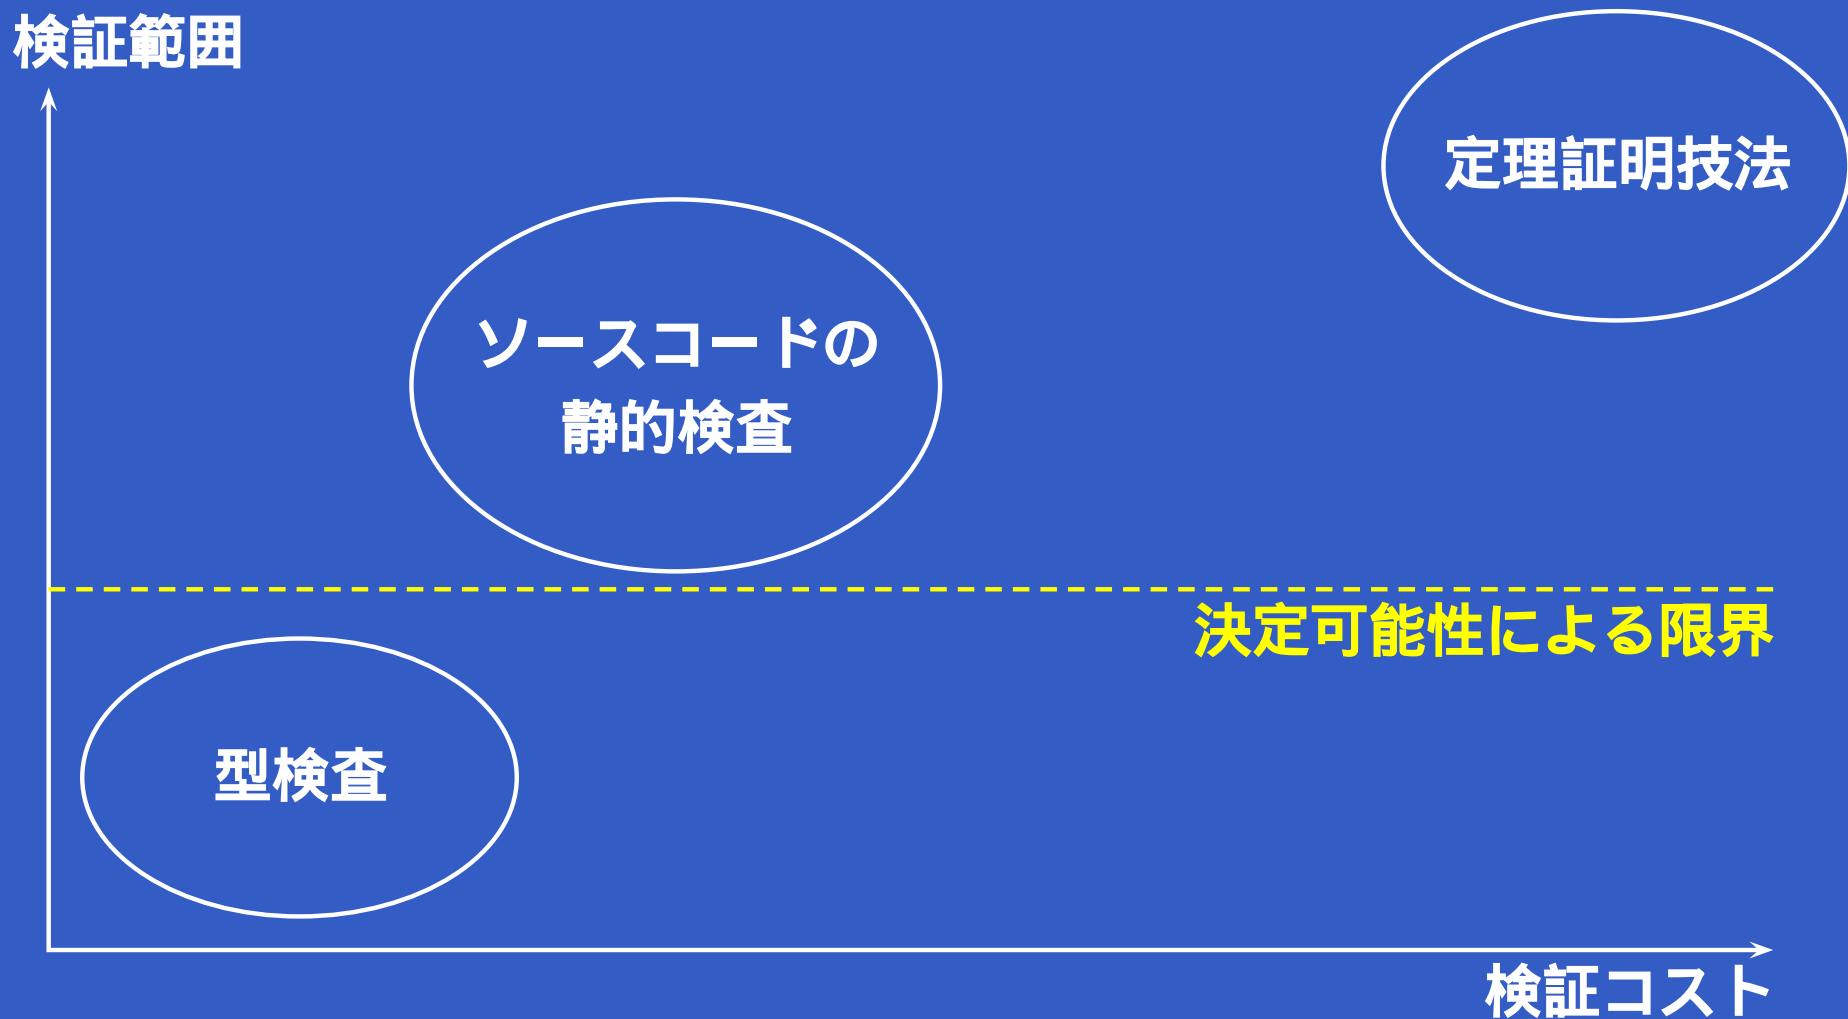 検証範囲
定理証明技法
ソースコードの
静的検査
決定可能性による限界
型検査
検証コスト